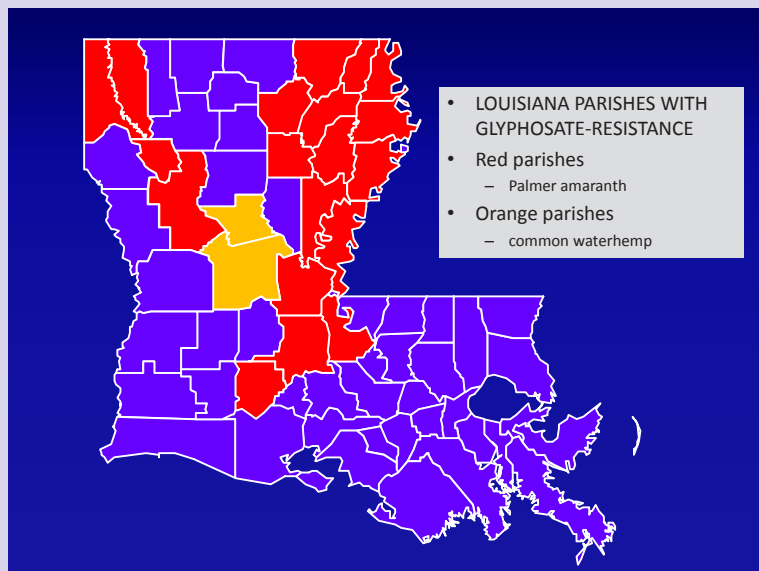 • LOUISIANA PARISHES WITH
GLYPHOSATE-RESISTANCE
• Red parishes
– Palmer amaranth
• Orange parishes
– common waterhemp